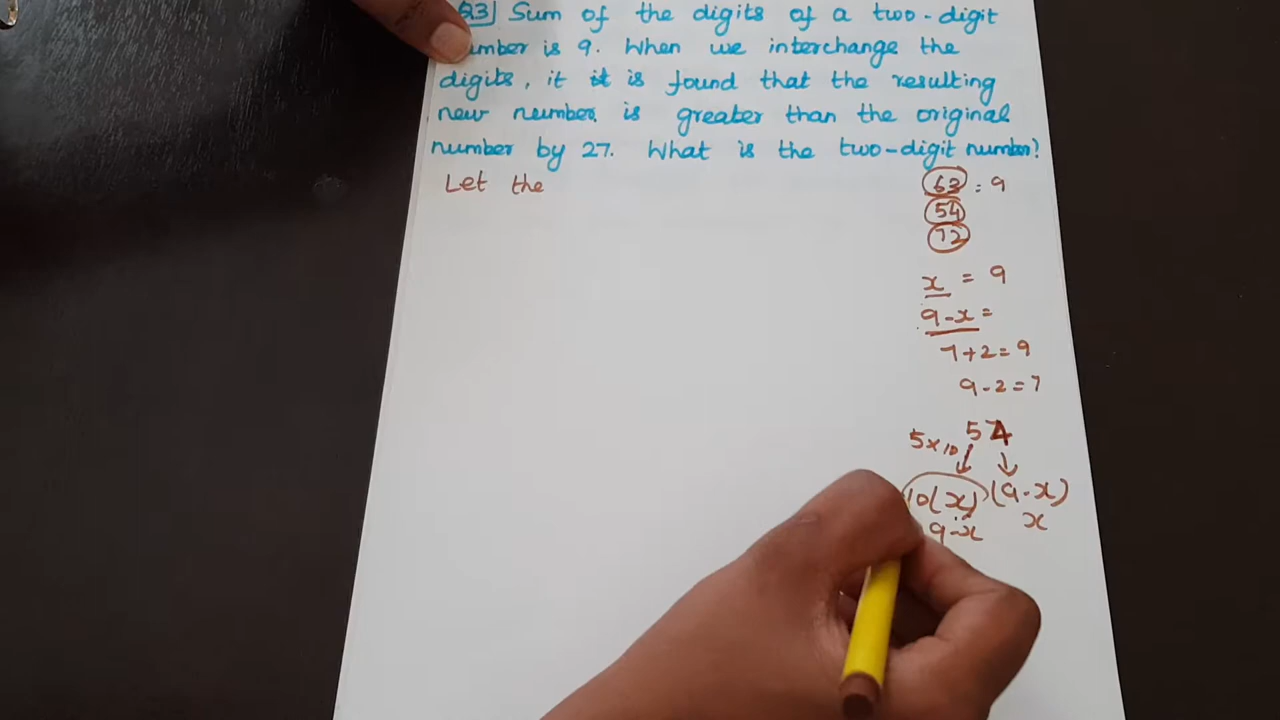 Q3] Sum of the digits of a two-digit
number is 9. When we interchange the
digits, it is found that the resulting
new number is greater than the original
number by 27. What is the two-digit number?
Let the
63 = 9
54
72
x = 9
9-x =
7+2=9
9-2=7
54
5×10
10(x) (9-x)
9-x x